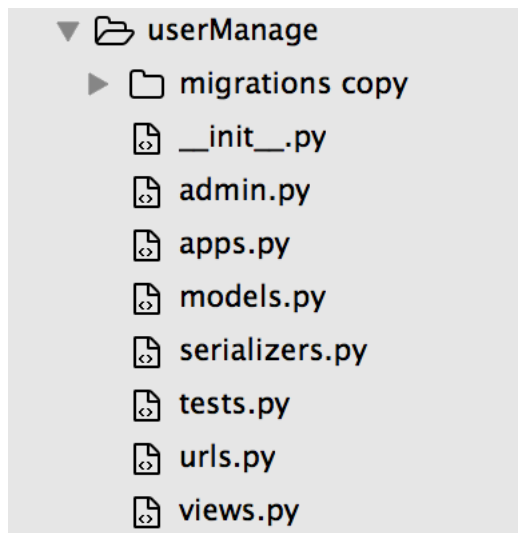 userManage
migrations copy
__init__.py
admin.py
apps.py
models.py
serializers.py
tests.py
urls.py
views.py